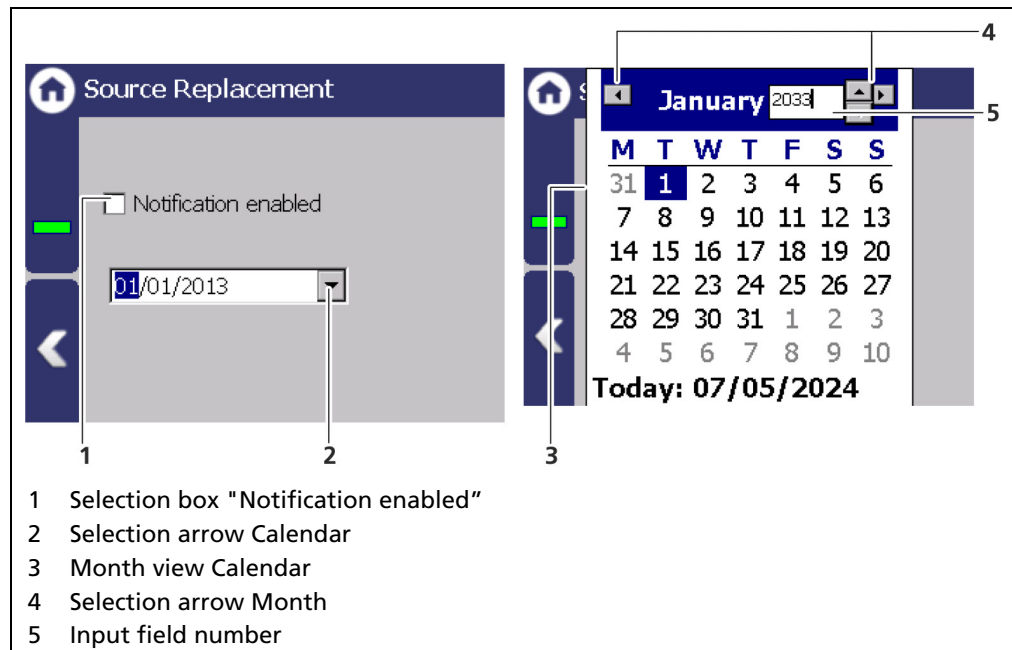 4
Source Replacement
S
January 2033
5
M T W T F S S
1 Notification enabled
31 1 2 3 4 5 6
3
7 8 9 10 11 12 13
14 15 16 17 18 19 20
01/01/2013
21 22 23 24 25 26 27
28 29 30 31 1 2 3
4 5 6 7 8 9 10
Today: 07/05/2024
1 2 3
1 Selection box "Notification enabled”
2 Selection arrow Calendar
3 Month view Calendar
4 Selection arrow Month
5 Input field number